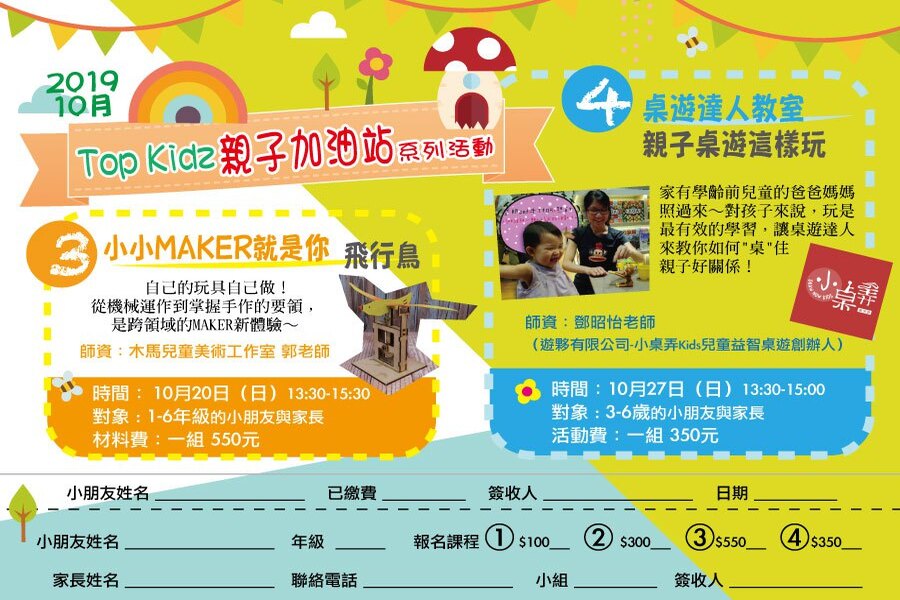 2019
10月
Top Kidz親子加油站系列活動
3 小小MAKER就是你 飛行鳥
自己的玩具自己做！
從機械運作到掌握手作的要領，
是跨領域的MAKER新體驗～
師資：木馬兒童美術工作室 郭老師
時間： 10月20日（日）13:30-15:30
對象：1-6年級的小朋友與家長
材料費：一組 550元
4 桌遊達人教室
親子桌遊這樣玩
家有學齡前兒童的爸爸媽媽
照過來～對孩子來說，玩是
最有效的學習，讓桌遊達人
來教你如何"桌"住
親子好關係！
小桌弄
師資：鄭昭怡老師
（遊夥有限公司-小桌弄Kids兒童益智桌遊創辦人）
時間：10月27日（日）13:30-15:00
對象：3-6歲的小朋友與家長
活動費：一組 350元
小朋友姓名 已繳費 簽收人 日期
小朋友姓名 年級 報名課程 ① $100 ② $300 ③ $550 ④ $350
家長姓名 聯絡電話 小組 簽收人